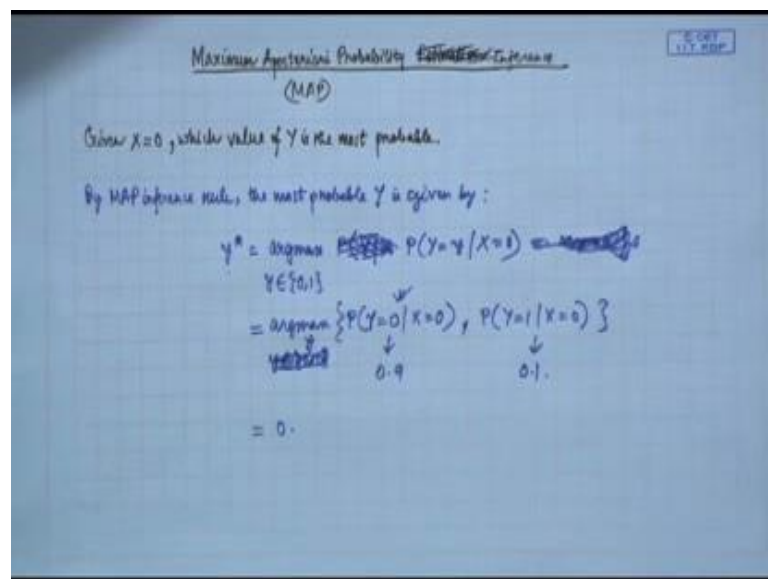 © CET
I.I.T. KGP
Maximum Aposteriori Probability Inference
(MAP)
Given X=0, which value of Y is the most probable.
By MAP inference rule, the most probable Y is given by:
y* = argmax P(Y=y/X=0)
Y∈{0,1}
= argmax {P(Y=0/X=0), P(Y=1/X=0)}
y
↓ ↓
0.9 0.1.
= 0.